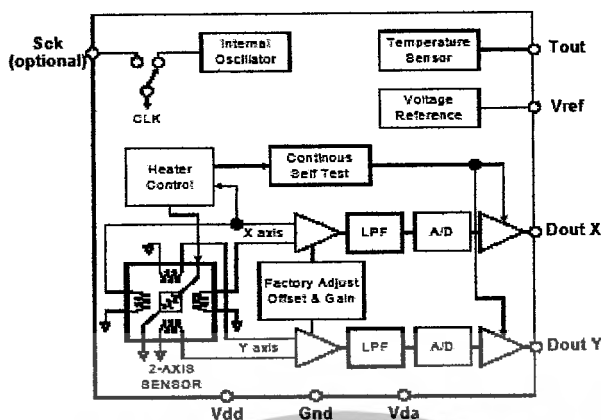 Sck
(optional)
Internal
Oscillator
CLK
Temperature
Sensor
Tout
Voltage
Reference
Vref
Heater
Control
Continous
Self Test
X axis
LPF
A/D
Dout X
Factory Adjust
Offset & Gain
Y axis
LPF
A/D
Dout Y
2-AXIS
SENSOR
Vdd
Gnd
Vda